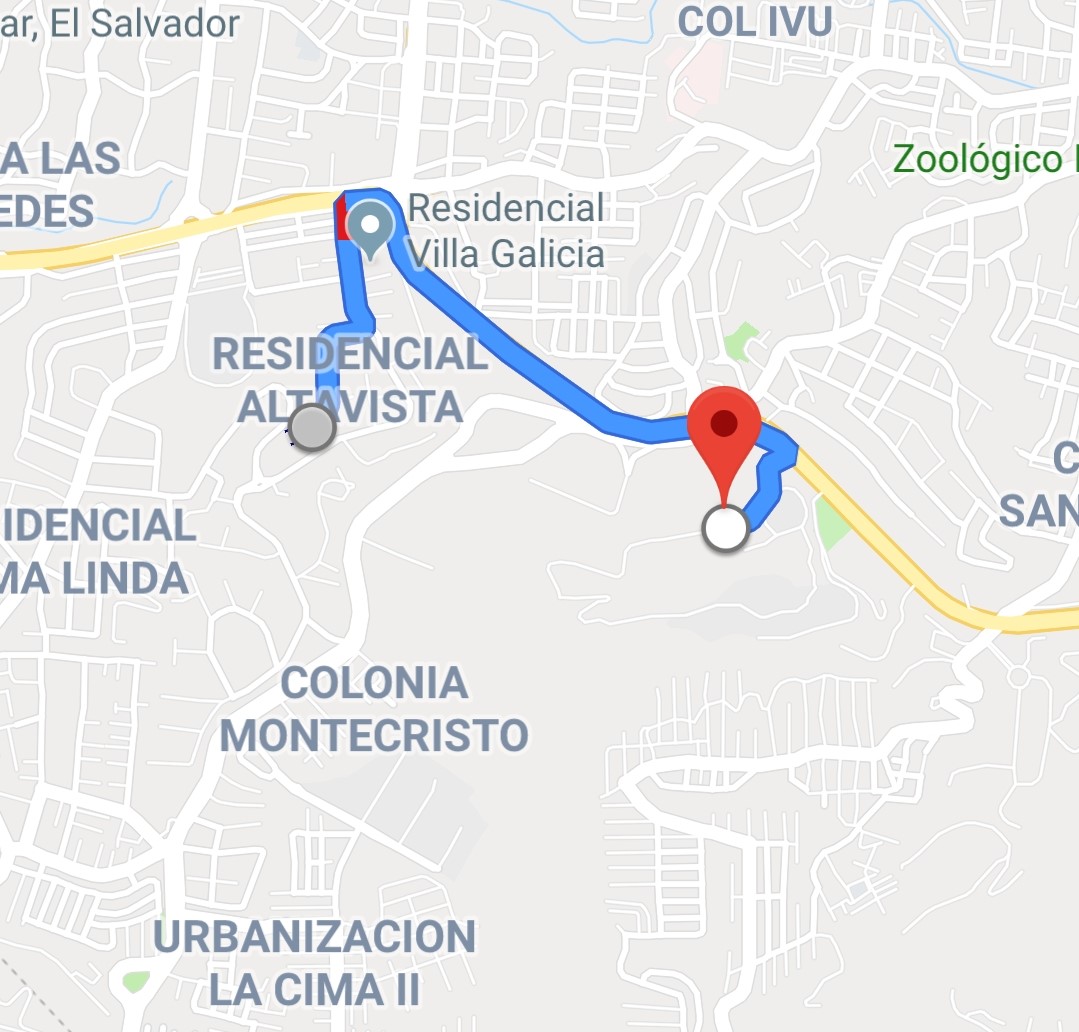 ar, El Salvador
COL IVU
A LAS
EDES
Zoológico
Residencial
Villa Galicia
RESIDENCIAL
ALTAVISTA
C
SAN
IDENCIAL
MA LINDA
COLONIA
MONTECRISTO
URBANIZACION
LA CIMA II